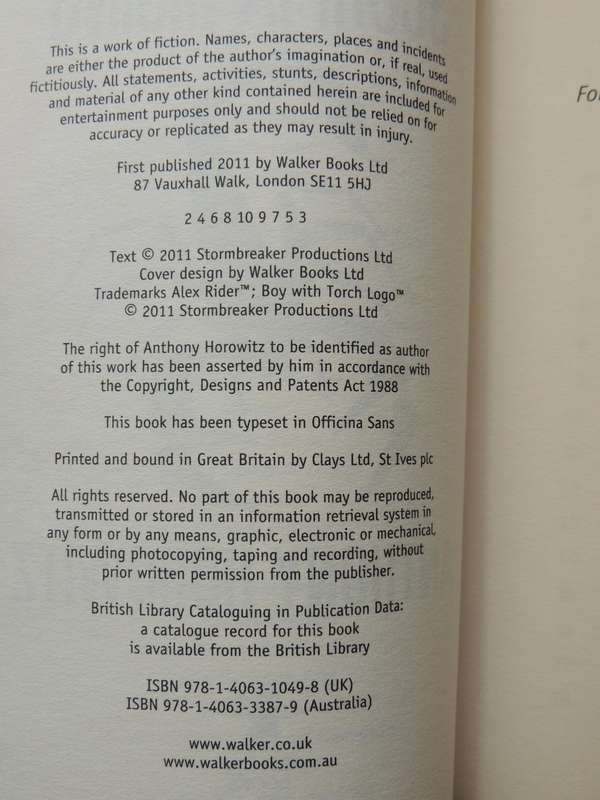 This is a work of fiction. Names, characters, places and incidents
are either the product of the author's imagination or, if real, used
fictitiously. All statements, activities, stunts, descriptions, information
and material of any other kind contained herein are included for
entertainment purposes only and should not be relied on for
accuracy or replicated as they may result in injury.
First published 2011 by Walker Books Ltd
87 Vauxhall Walk, London SE11 5HJ
2 4 6 8 10 9 7 5 3
Text © 2011 Stormbreaker Productions Ltd
Cover design by Walker Books Ltd
Trademarks Alex Rider™; Boy with Torch Logo™
© 2011 Stormbreaker Productions Ltd
The right of Anthony Horowitz to be identified as author
of this work has been asserted by him in accordance with
the Copyright, Designs and Patents Act 1988
This book has been typeset in Officina Sans
Printed and bound in Great Britain by Clays Ltd, St Ives plc
All rights reserved. No part of this book may be reproduced,
transmitted or stored in an information retrieval system in
any form or by any means, graphic, electronic or mechanical,
including photocopying, taping and recording, without
prior written permission from the publisher.
British Library Cataloguing in Publication Data:
a catalogue record for this book
is available from the British Library
ISBN 978-1-4063-1049-8 (UK)
ISBN 978-1-4063-3387-9 (Australia)
www.walker.co.uk
www.walkerbooks.com.au